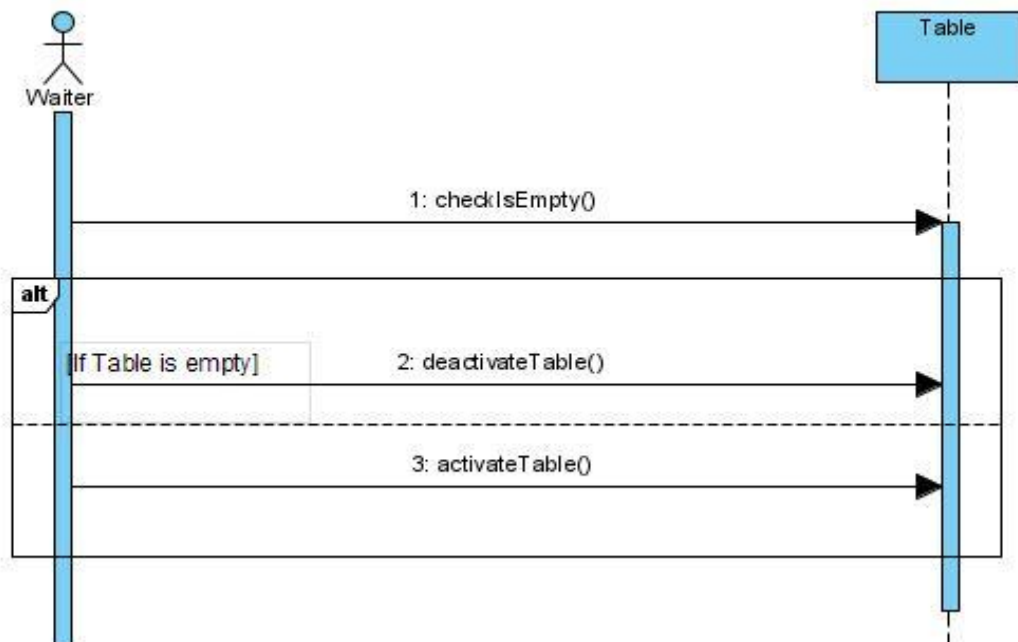 Table
Waiter
1: checkIsEmpty()
alt
[If Table is empty]
2: deactivateTable()
3: activateTable()